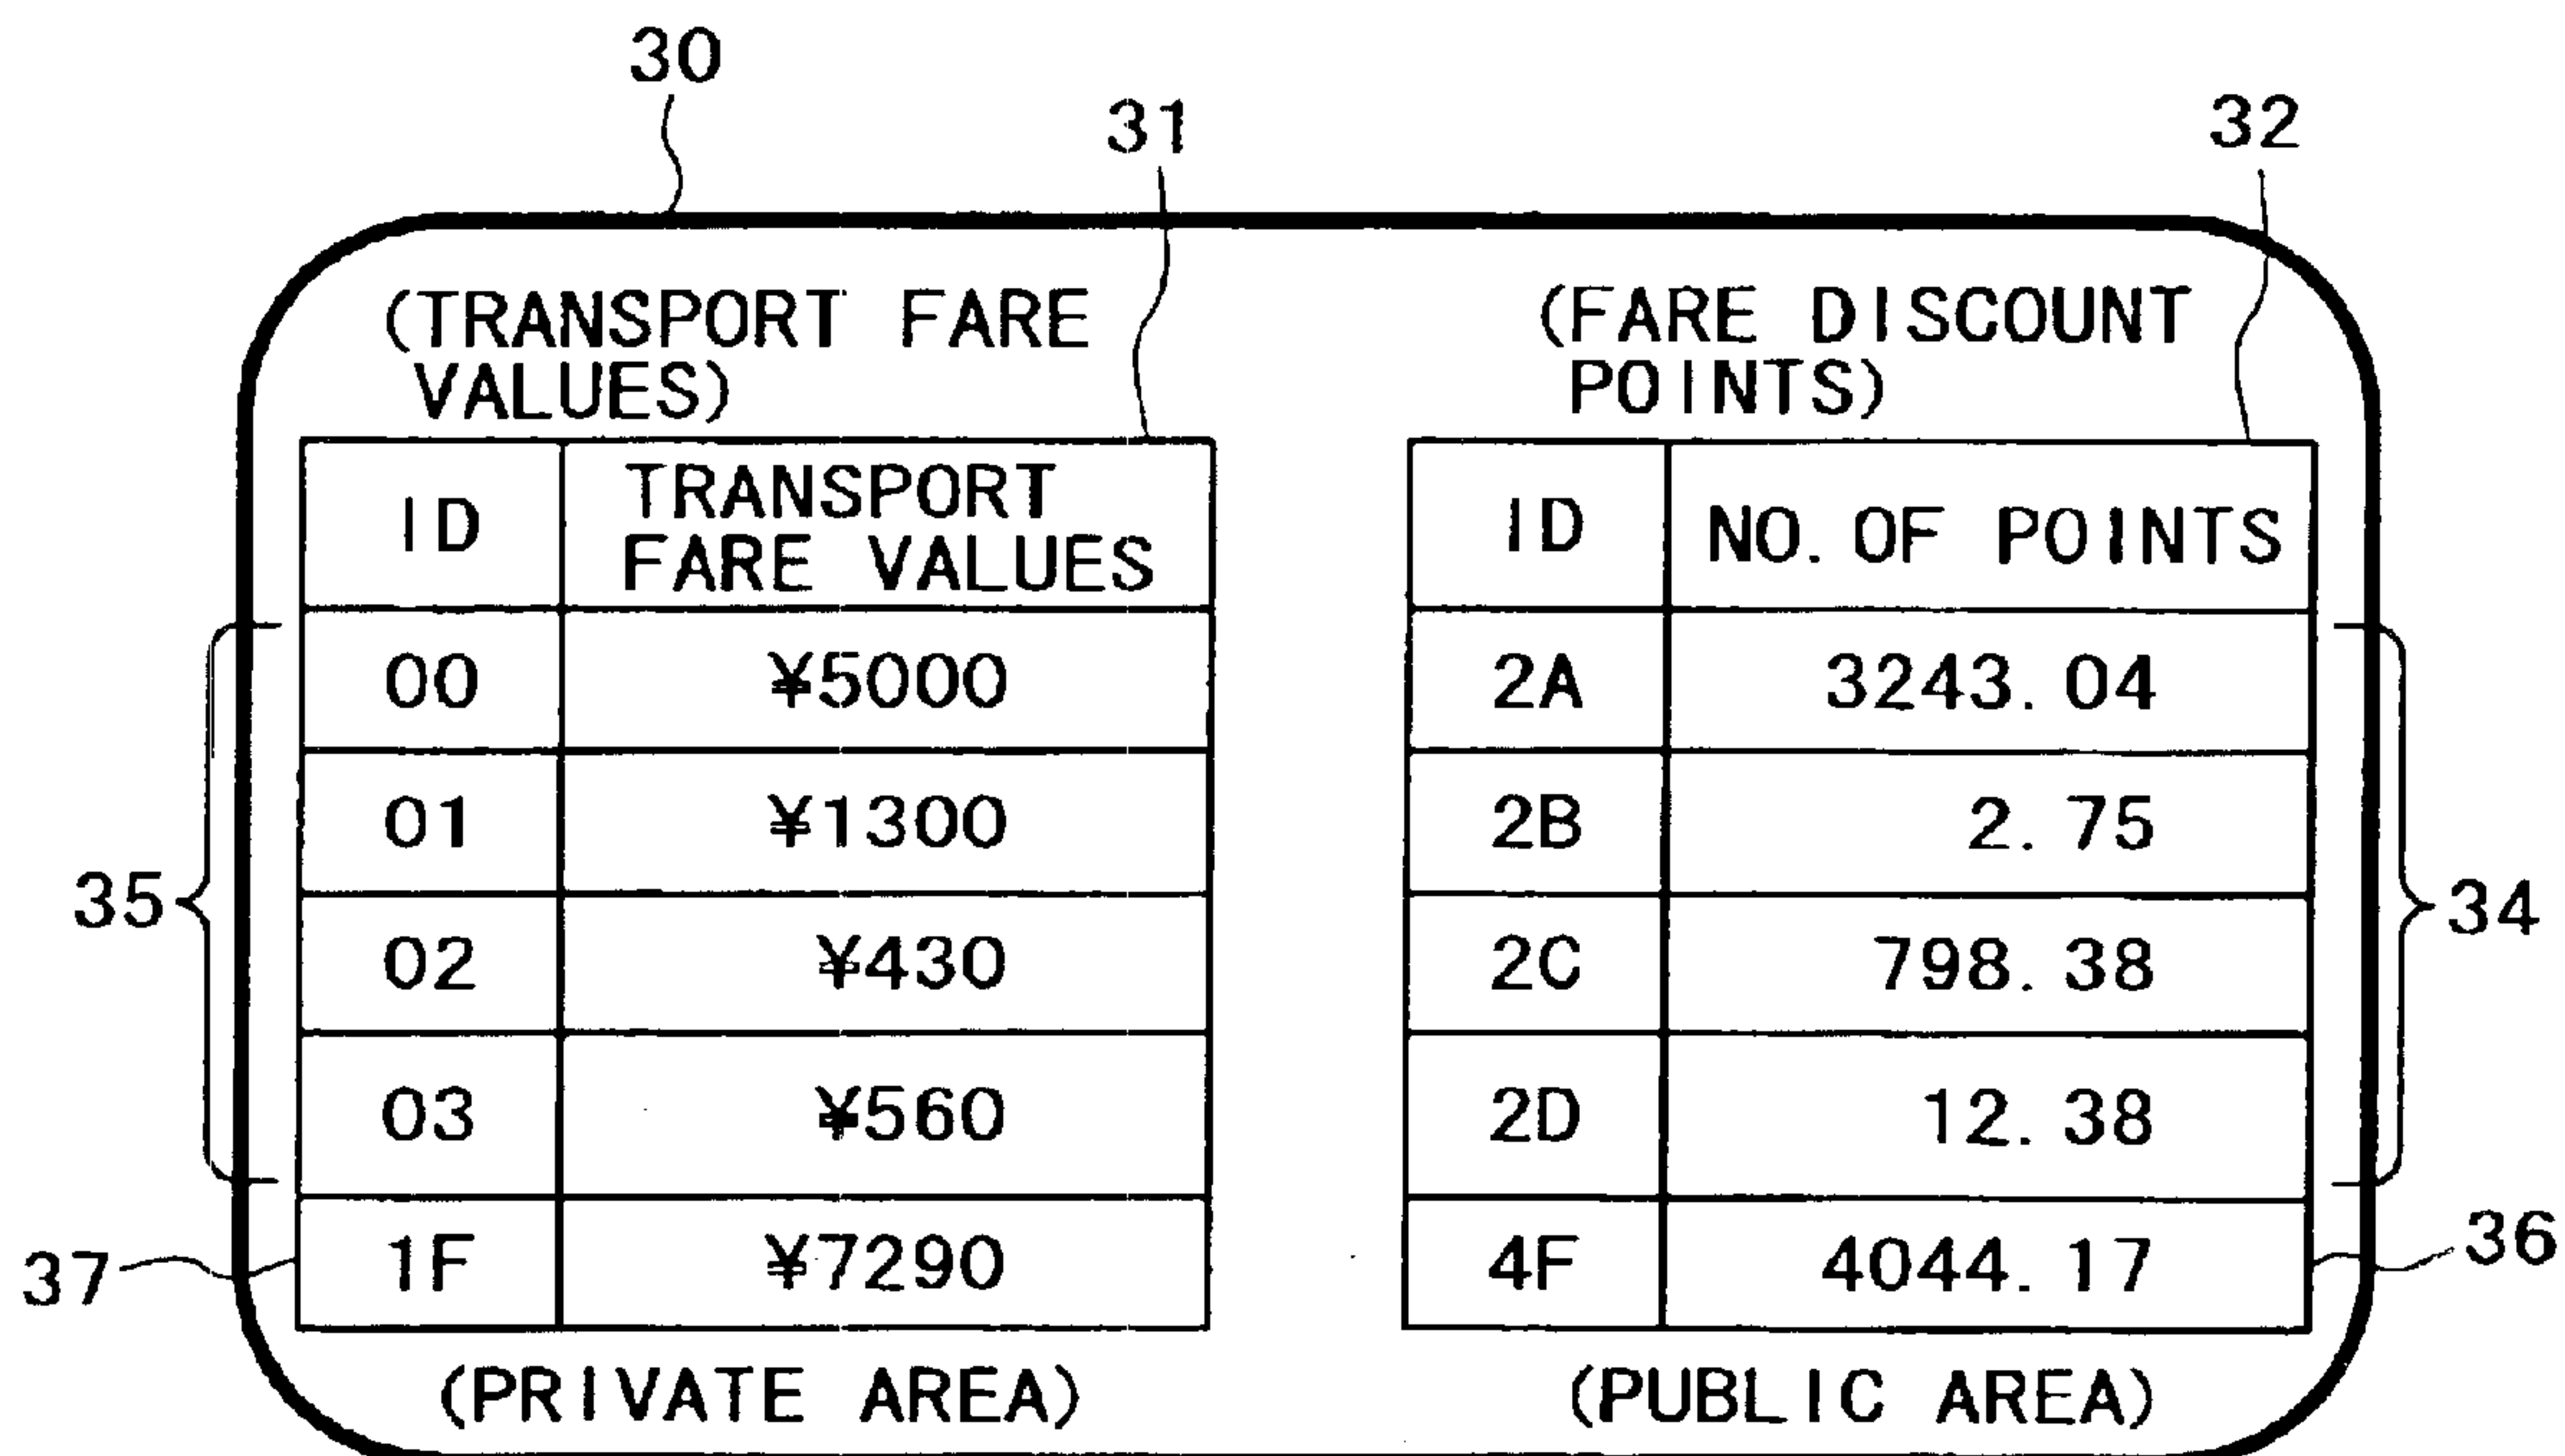 30
31
32
(TRANSPORT FARE
VALUES)
(FARE DISCOUNT
POINTS)
ID TRANSPORT
FARE VALUES
00 ¥5000
01 ¥1300
02 ¥430
03 ¥560
1F ¥7290
35
37
(PRIVATE AREA)
ID NO. OF POINTS
2A 3243.04
2B 2.75
2C 798.38
2D 12.38
4F 4044.17
34
36
(PUBLIC AREA)